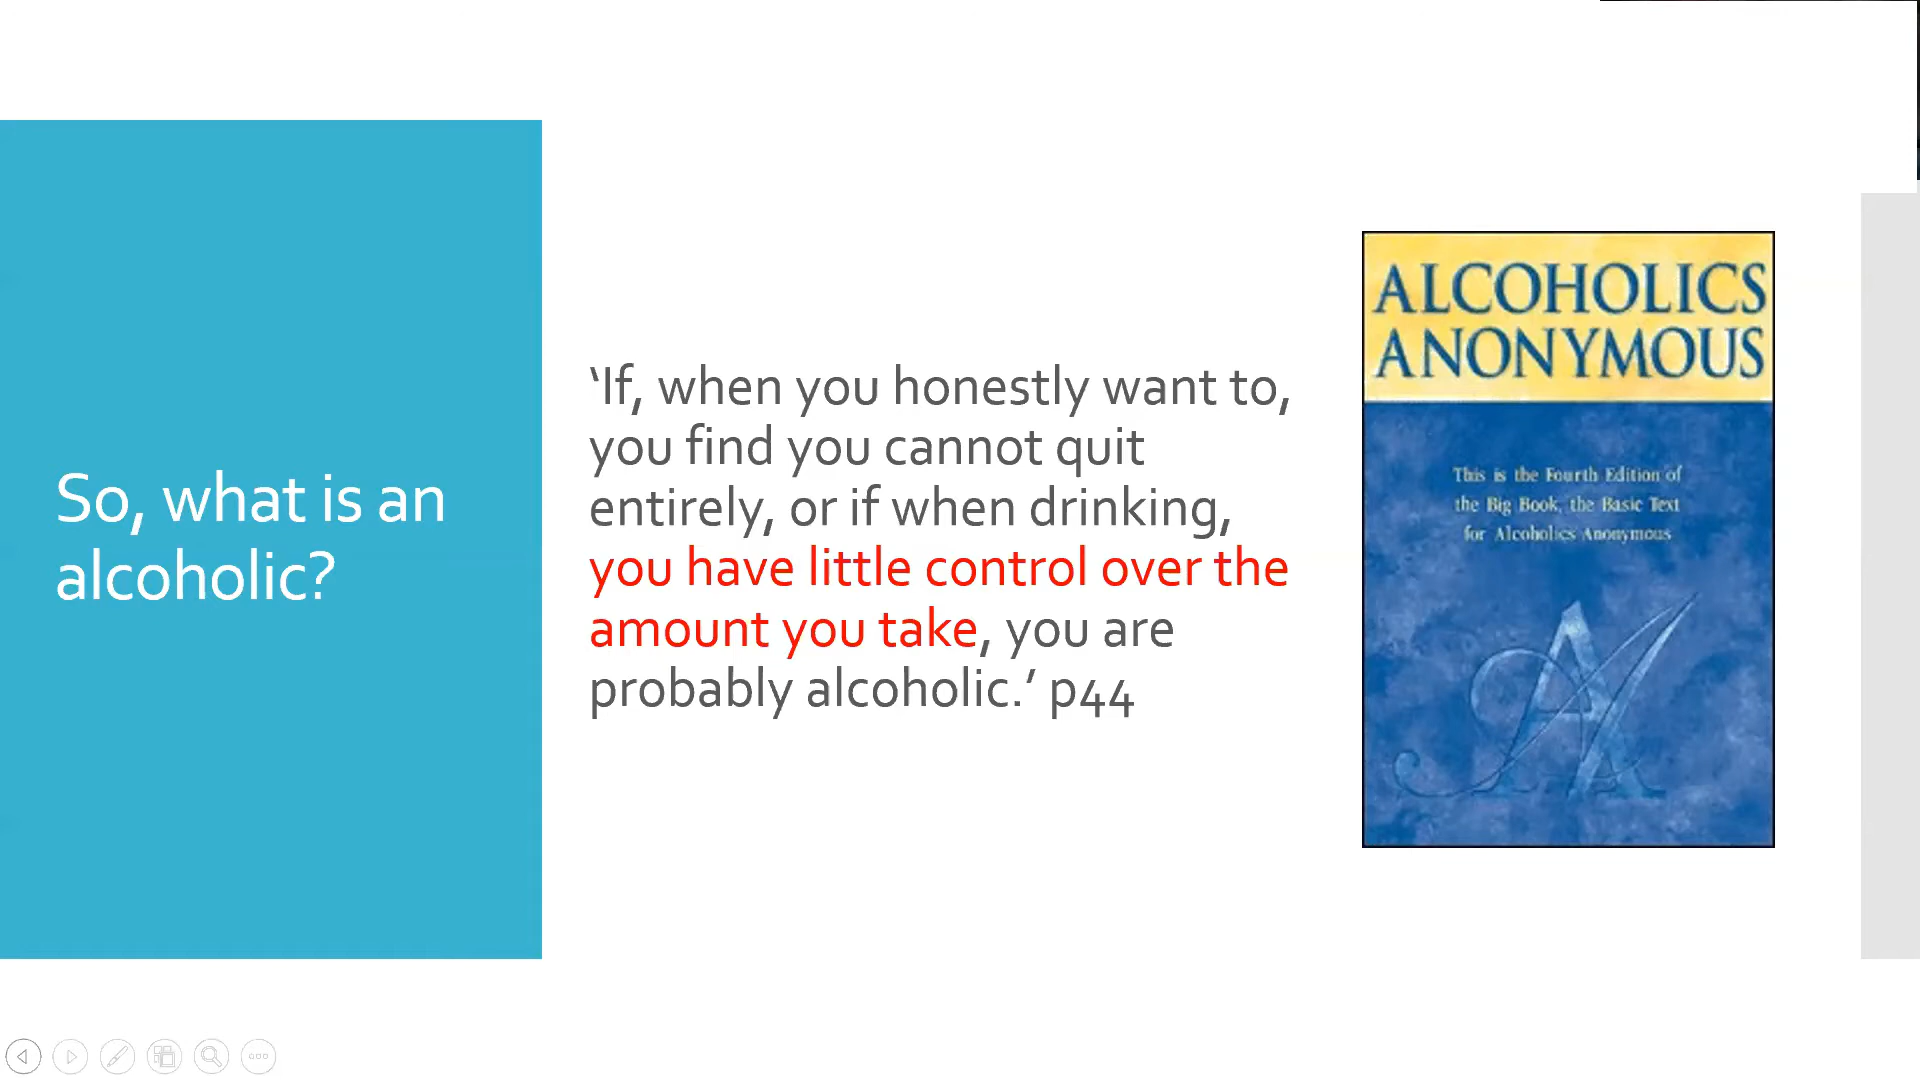 So, what is an
alcoholic?
‘If, when you honestly want to,
you find you cannot quit
entirely, or if when drinking,
you have little control over the
amount you take, you are
probably alcoholic.’ p44
ALCOHOLICS
ANONYMOUS
This is the Fourth Edition of
the Big Book, the Basic Text
for Alcoholics Anonymous
AA